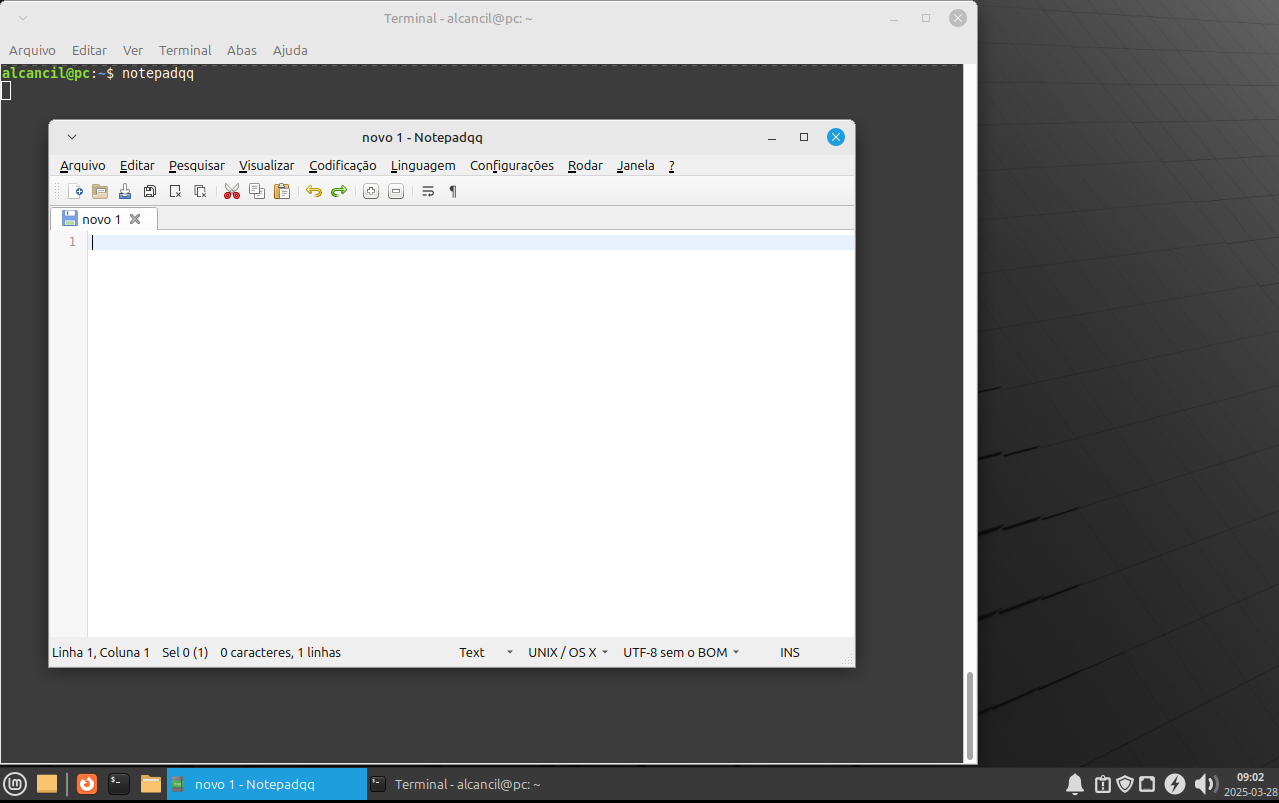 Terminal - alcancil@pc: ~
Arquivo Editar Ver Terminal Abas Ajuda
alcancil@pc:~$ notepadqq
novo 1 - Notepadqq
Arquivo Editar Pesquisar Visualizar Codificação Linguagem Configurações Rodar Janela ?
novo 1
1
Linha 1, Coluna 1 Sel 0 (1) 0 caracteres, 1 linhas Text UNIX / OS X UTF-8 sem o BOM INS
novo 1 - Notepadqq Terminal - alcancil@pc: ~ 09:02
2025-03-28